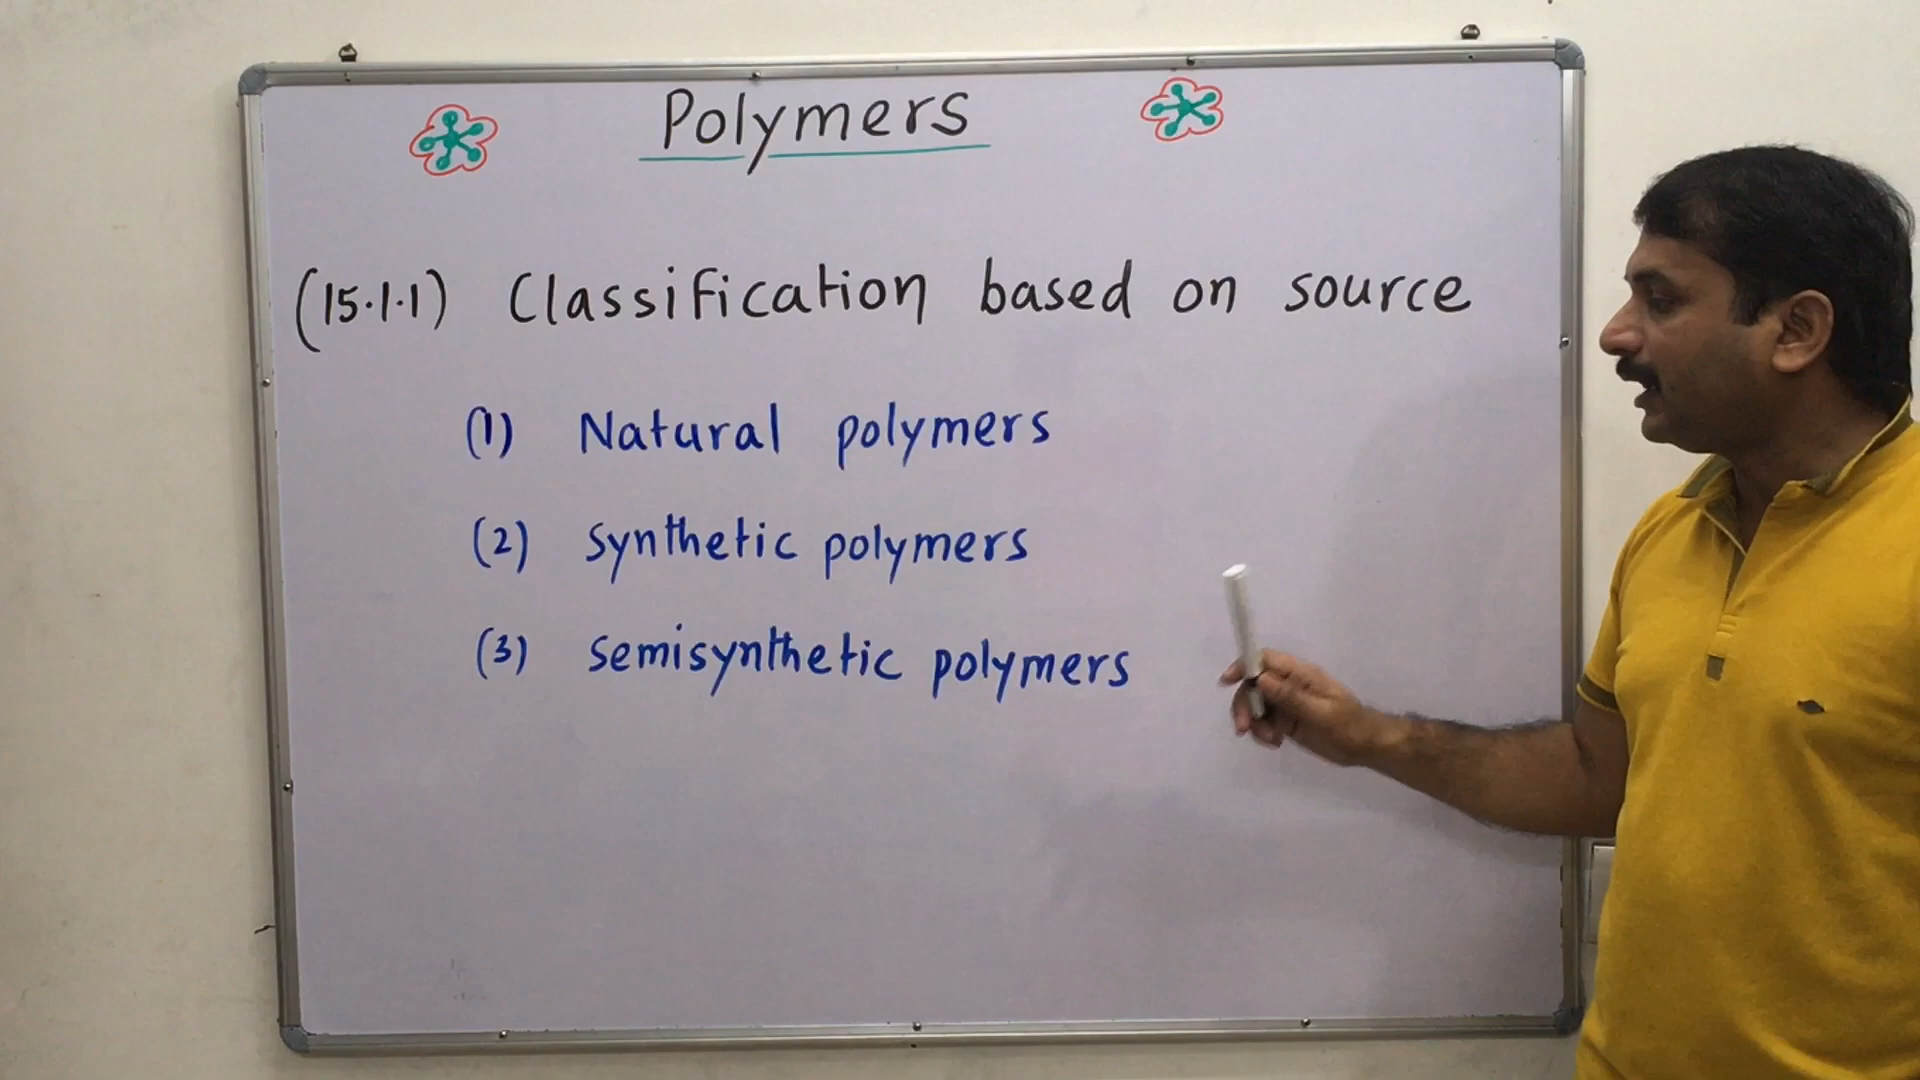 Polymers
(15.1.1) Classification based on source
(1) Natural polymers
(2) Synthetic polymers
(3) Semisynthetic polymers